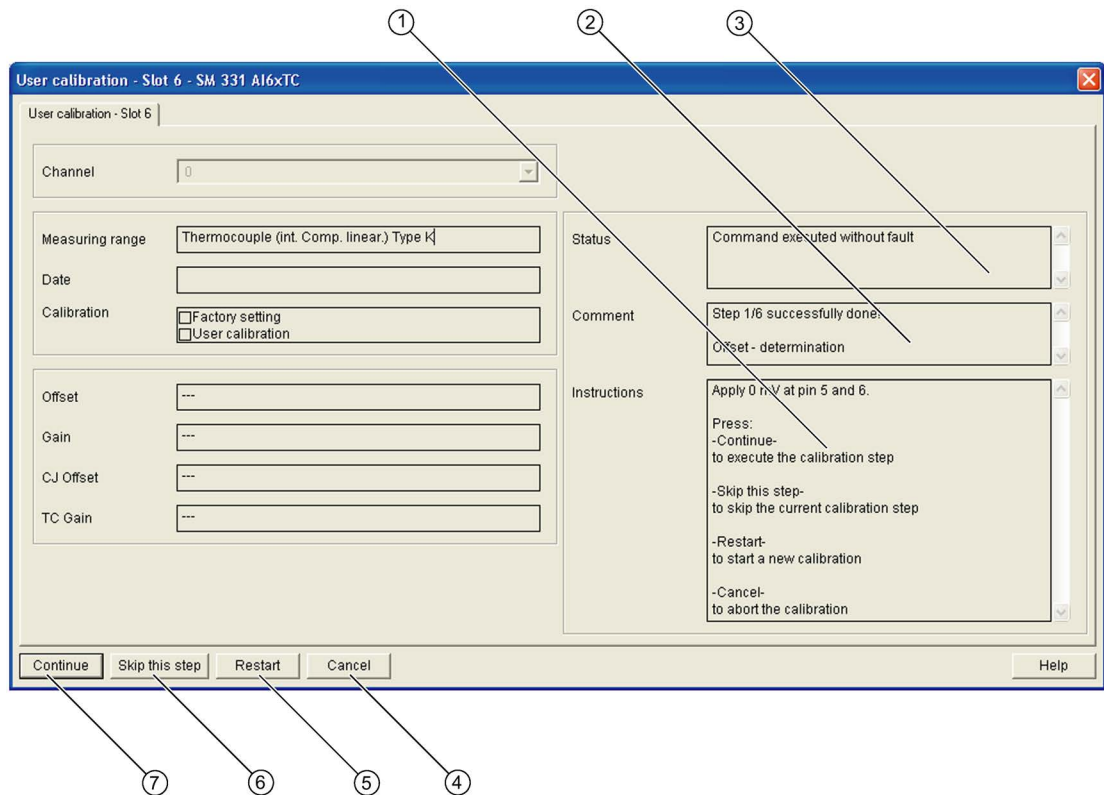 1 2 3
User calibration - Slot 6 - SM 331 AI6xTC
User calibration - Slot 6
Channel 0
Measuring range Thermocouple (int. Comp. linear.) Type K
Date
Calibration
Factory setting
User calibration
Offset ---
Gain ---
CJ Offset ---
TC Gain ---
Status Command executed without fault
Comment Step 1/6 successfully done.
Offset - determination
Instructions Apply 0 mV at pin 5 and 6.
Press:
-Continue-
to execute the calibration step
-Skip this step-
to skip the current calibration step
-Restart-
to start a new calibration
-Cancel-
to abort the calibration
Continue Skip this step Restart Cancel Help
7 6 5 4